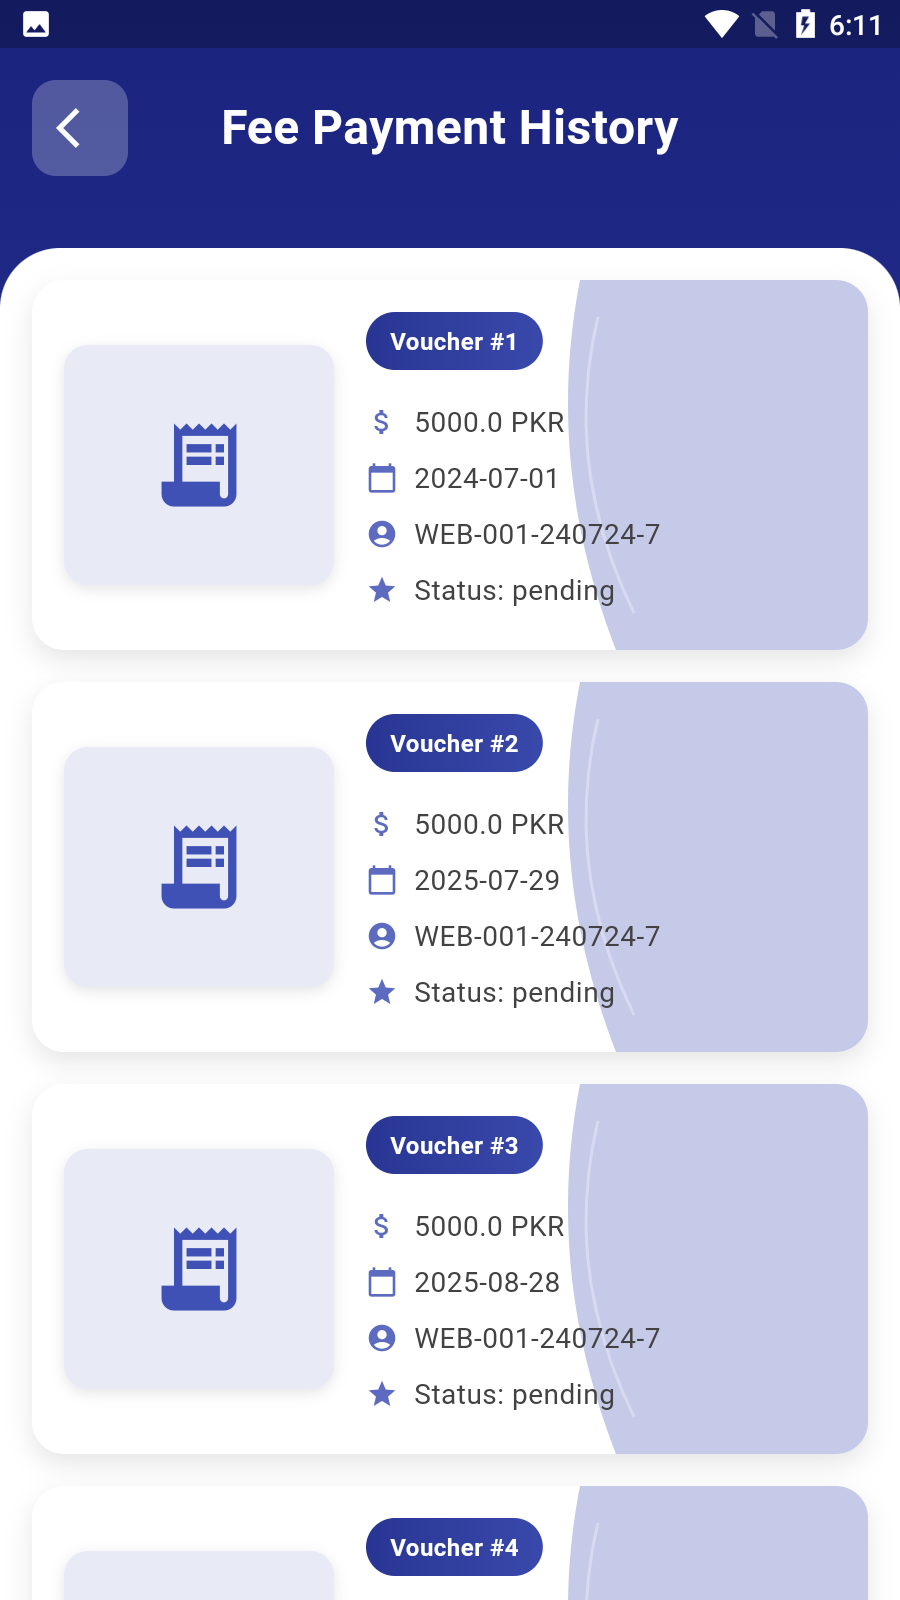 6:11
Fee Payment History
Voucher #1
5000.0 PKR
2024-07-01
WEB-001-240724-7
Status: pending
Voucher #2
5000.0 PKR
2025-07-29
WEB-001-240724-7
Status: pending
Voucher #3
5000.0 PKR
2025-08-28
WEB-001-240724-7
Status: pending
Voucher #4